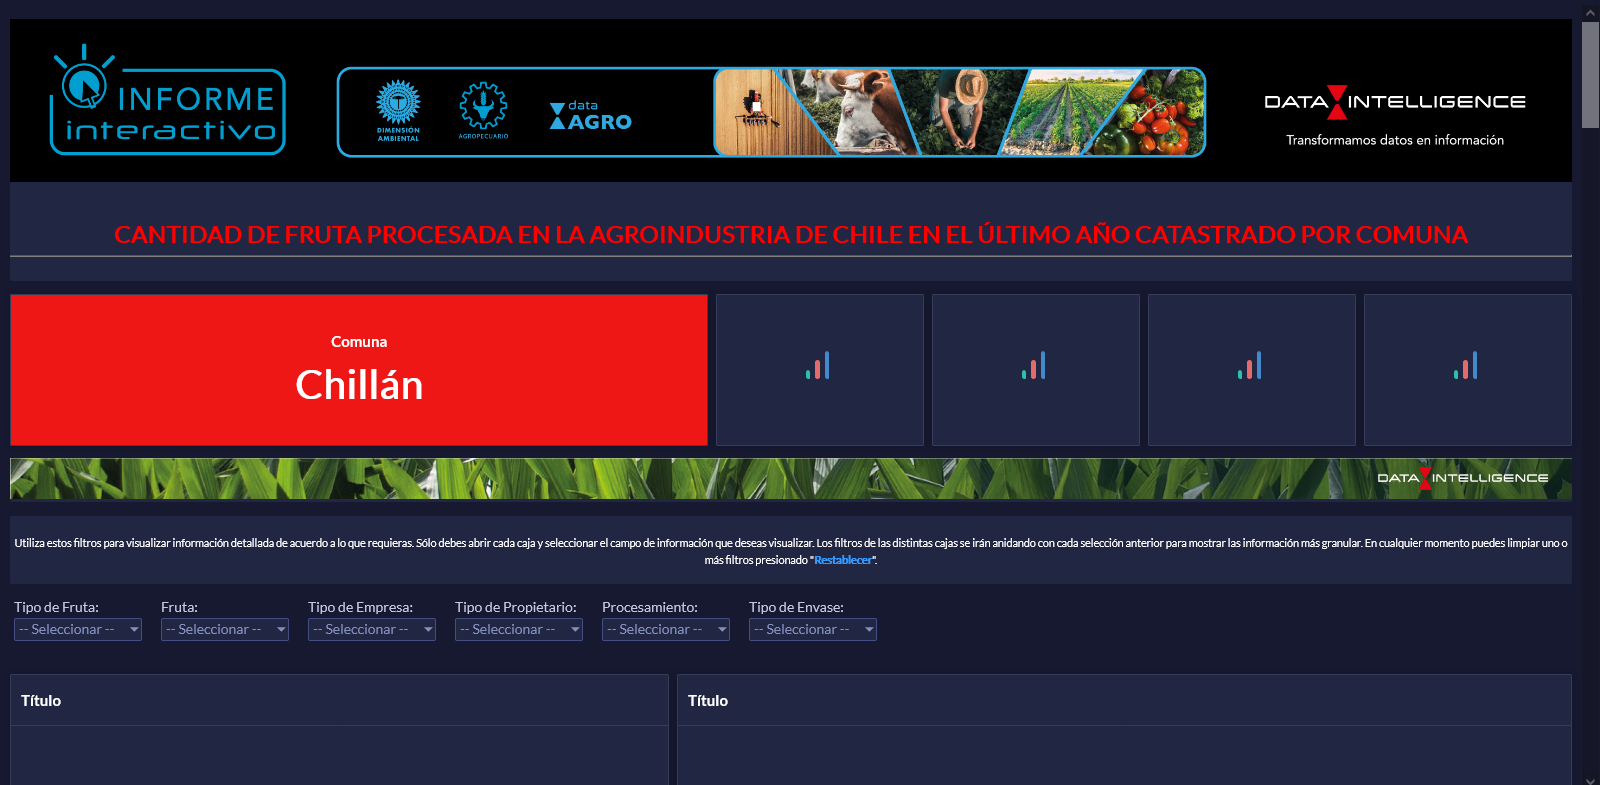 INFORME
interactivo
DIMENSIÓN
AMBIENTAL
AGROPECUARIO
data
AGRO
DATA INTELLIGENCE
Transformamos datos en información
CANTIDAD DE FRUTA PROCESADA EN LA AGROINDUSTRIA DE CHILE EN EL ÚLTIMO AÑO CATASTRADO POR COMUNA
Comuna
Chillán
DATA INTELLIGENCE
Utiliza estos filtros para visualizar información detallada de acuerdo a lo que requieras. Sólo debes abrir cada caja y seleccionar el campo de información que deseas visualizar. Los filtros de las distintas cajas se irán anidando con cada selección anterior para mostrar las información más granular. En cualquier momento puedes limpiar uno o
más filtros presionado "Restablecer".
Tipo de Fruta: Fruta: Tipo de Empresa: Tipo de Propietario: Procesamiento: Tipo de Envase:
-- Seleccionar -- -- Seleccionar -- -- Seleccionar -- -- Seleccionar -- -- Seleccionar -- -- Seleccionar --
Título Título